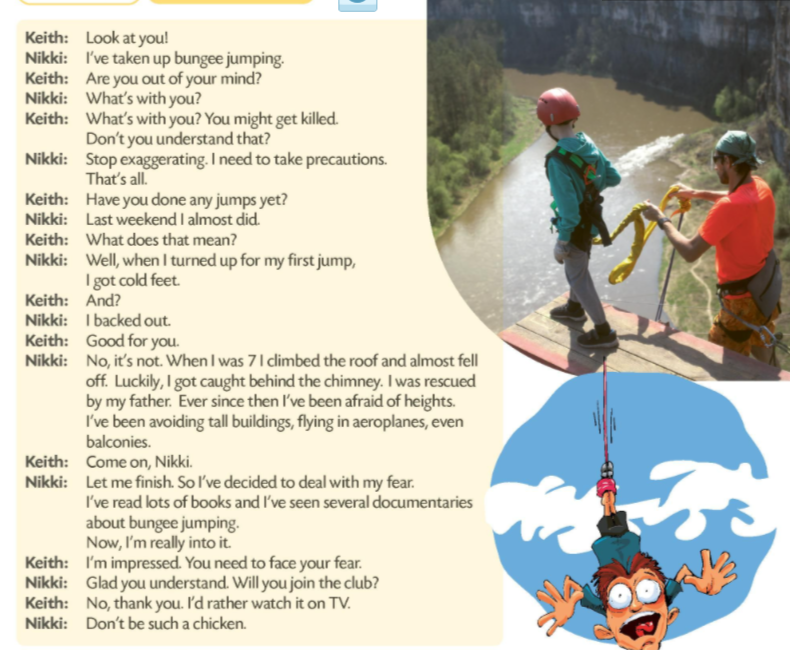 Keith: Look at you!
Nikki: I've taken up bungee jumping.
Keith: Are you out of your mind?
Nikki: What's with you?
Keith: What's with you? You might get killed.
Don't you understand that?
Nikki: Stop exaggerating. I need to take precautions.
That's all.
Keith: Have you done any jumps yet?
Nikki: Last weekend I almost did.
Keith: What does that mean?
Nikki: Well, when I turned up for my first jump,
I got cold feet.
Keith: And?
Nikki: I backed out.
Keith: Good for you.
Nikki: No, it's not. When I was 7 I climbed the roof and almost fell
off. Luckily, I got caught behind the chimney. I was rescued
by my father. Ever since then I've been afraid of heights.
I've been avoiding tall buildings, flying in aeroplanes, even
balconies.
Keith: Come on, Nikki.
Nikki: Let me finish. So I've decided to deal with my fear.
I've read lots of books and I've seen several documentaries
about bungee jumping.
Now, I'm really into it.
Keith: I'm impressed. You need to face your fear.
Nikki: Glad you understand. Will you join the club?
Keith: No, thank you. I'd rather watch it on TV.
Nikki: Don't be such a chicken.